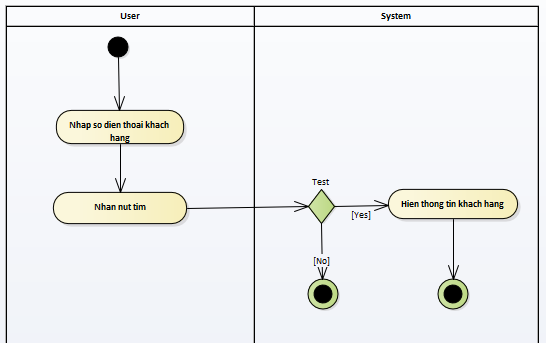 User
System
Nhap so dien thoai khach
hang
Nhan nut tim
Test
[Yes]
Hien thong tin khach hang
[No]